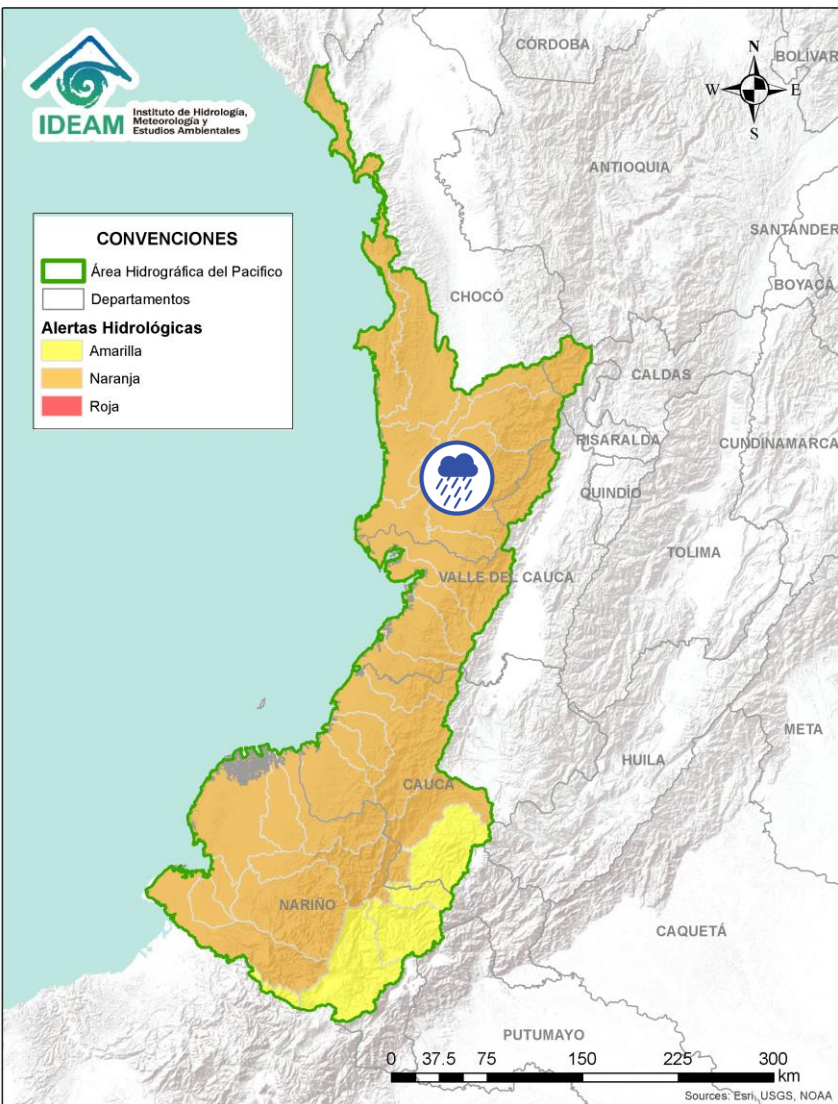 IDEAM
Instituto de Hidrología,
Meteorología y
Estudios Ambientales
CÓRDOBA
BOLÍVAR
N
W
E
S
ANTIOQUIA
SANTANDER
BOYACÁ
CONVENCIONES
Área Hidrográfica del Pacifico
Departamentos
Alertas Hidrológicas
Amarilla
Naranja
Roja
CHOCÓ
CALDAS
RISARALDA
CUNDINAMARCA
QUINDÍO
TOLIMA
VALLE DEL CAUCA
META
HUILA
CAUCA
NARIÑO
CAQUETÁ
PUTUMAYO
0 37.5 75 150 225 300
km
Sources: Esri, USGS, NOAA